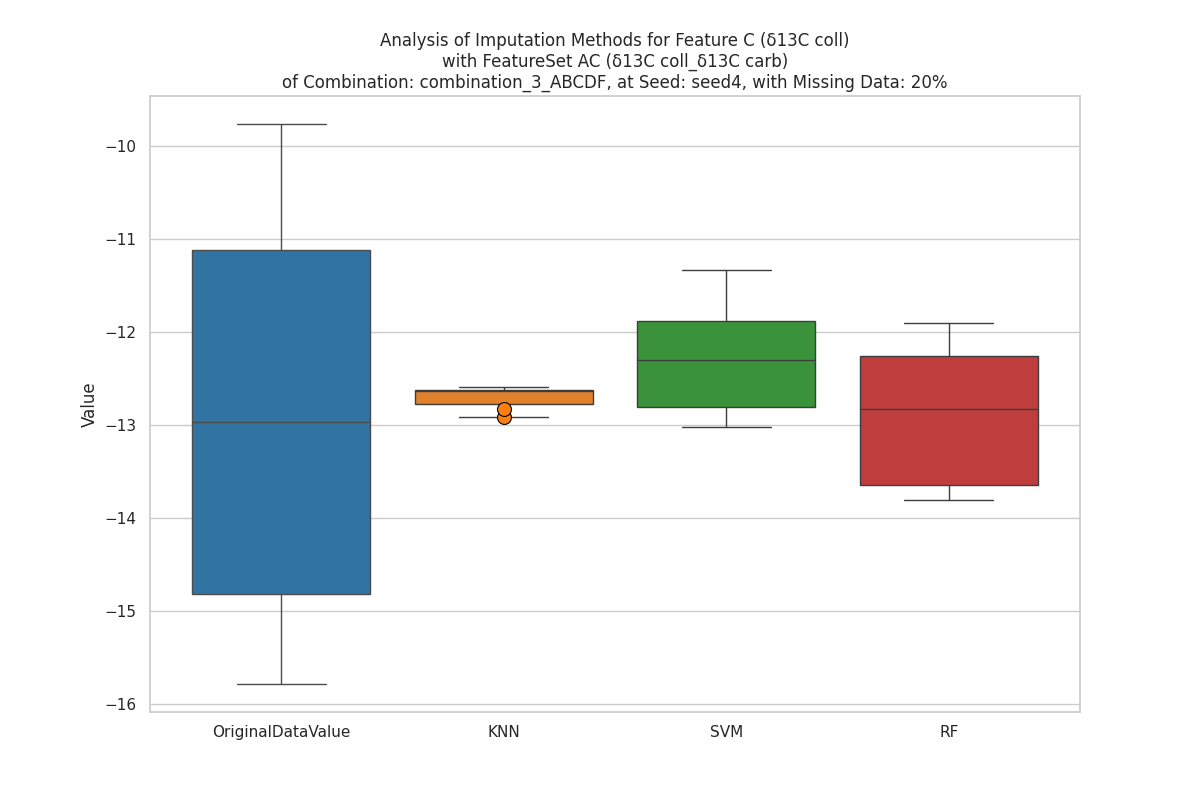 Analysis of Imputation Methods for Feature C (δ13C coll)
with FeatureSet AC (δ13C coll_δ13C carb)
of Combination: combination_3_ABCDF, at Seed: seed4, with Missing Data: 20%
−10
−11
−12
−13
−14
−15
−16
Value
OriginalDataValue
KNN
SVM
RF